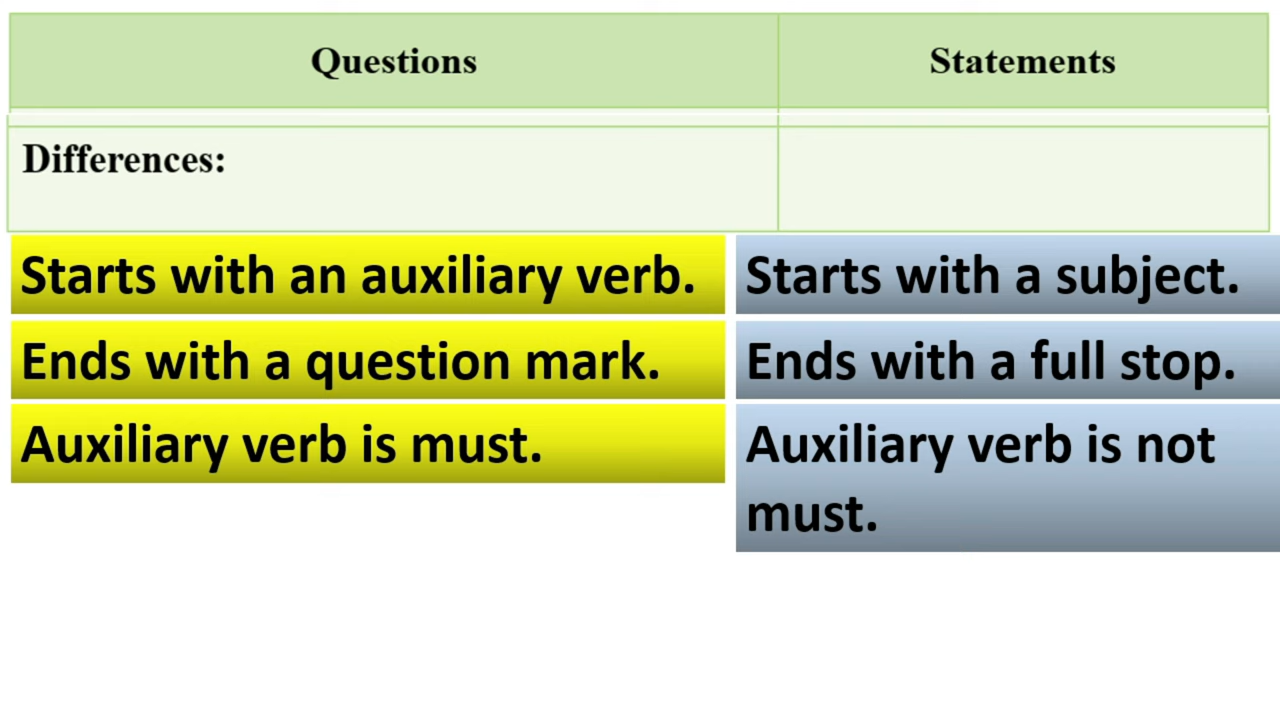 Questions
Statements
Differences:
Starts with an auxiliary verb.
Starts with a subject.
Ends with a question mark.
Ends with a full stop.
Auxiliary verb is must.
Auxiliary verb is not
must.